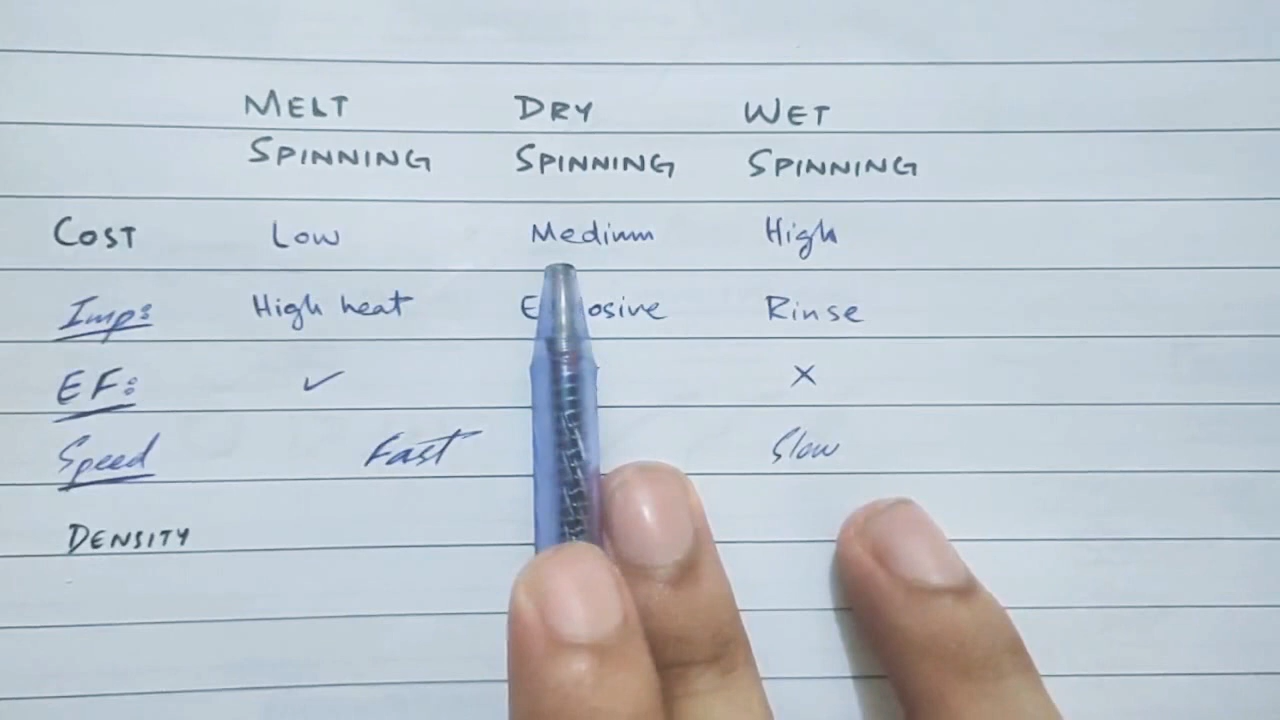 MELT DRY WET
SPINNING SPINNING SPINNING
COST Low Medium High
Imp: High heat Rinse
EF: ✓ ×
Speed Fast Slow
DENSITY